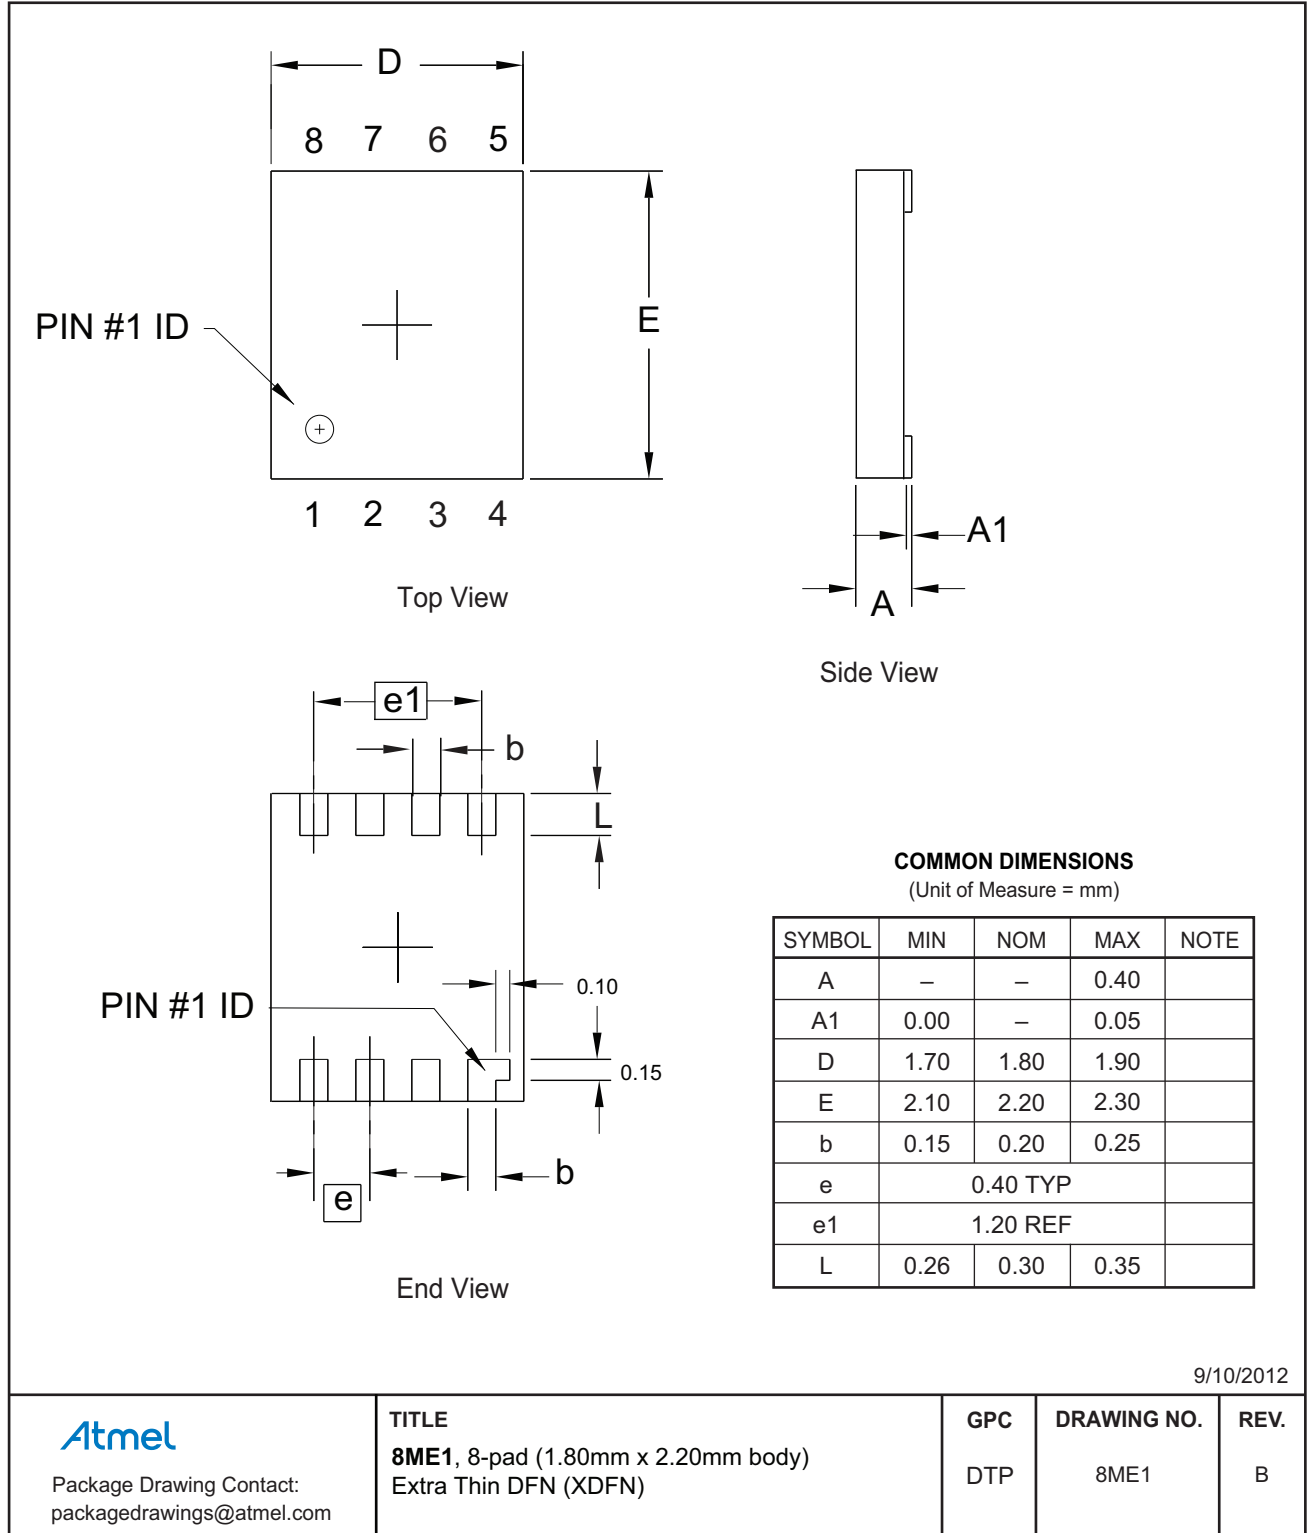 D
8 7 6 5
E
PIN #1 ID
1 2 3 4
Top View
A1
A
Side View
e1
b
L
0.10
PIN #1 ID
0.15
b
e
End View
COMMON DIMENSIONS
(Unit of Measure = mm)
SYMBOL MIN NOM MAX NOTE
A – – 0.40
A1 0.00 – 0.05
D 1.70 1.80 1.90
E 2.10 2.20 2.30
b 0.15 0.20 0.25
e 0.40 TYP
e1 1.20 REF
L 0.26 0.30 0.35
9/10/2012
Atmel
Package Drawing Contact:
packagedrawings@atmel.com
TITLE
8ME1, 8-pad (1.80mm x 2.20mm body)
Extra Thin DFN (XDFN)
GPC
DTP
DRAWING NO.
8ME1
REV.
B